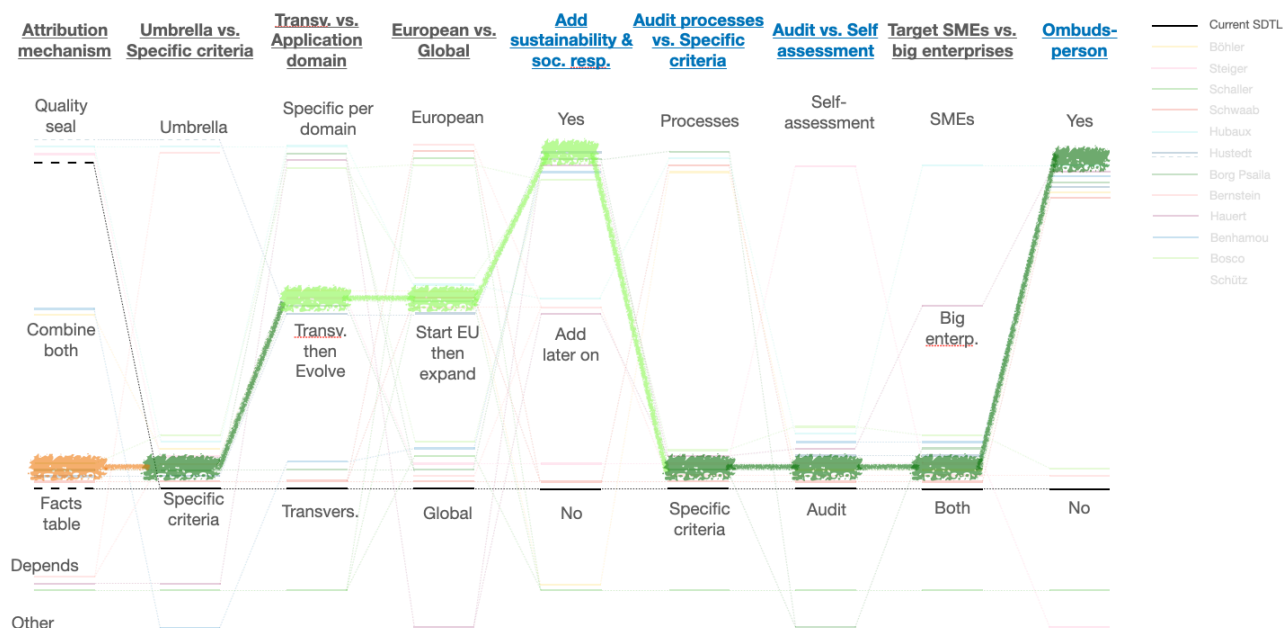 Attribution
mechanism
Umbrella vs.
Specific criteria
Transv. vs.
Application
domain
European vs.
Global
Add
sustainability &
soc. resp.
Audit processes
vs. Specific
criteria
Audit vs. Self
assessment
Target SMEs vs.
big enterprises
Ombuds-
person
Current SDTL
Böhler
Steiger
Schaller
Schwaab
Hubaux
Hustedt
Borg Psaila
Bernstein
Hauert
Benhamou
Bosco
Schütz
Quality
seal
Umbrella
Specific per
domain
European
Yes
Processes
Self-
assessment
SMEs
Yes
Combine
both
Transv.
then
Evolve
Start EU
then
expand
Add
later on
Big
enterp.
Facts
table
Specific
criteria
Transvers.
Global
No
Specific
criteria
Audit
Both
No
Depends
Other